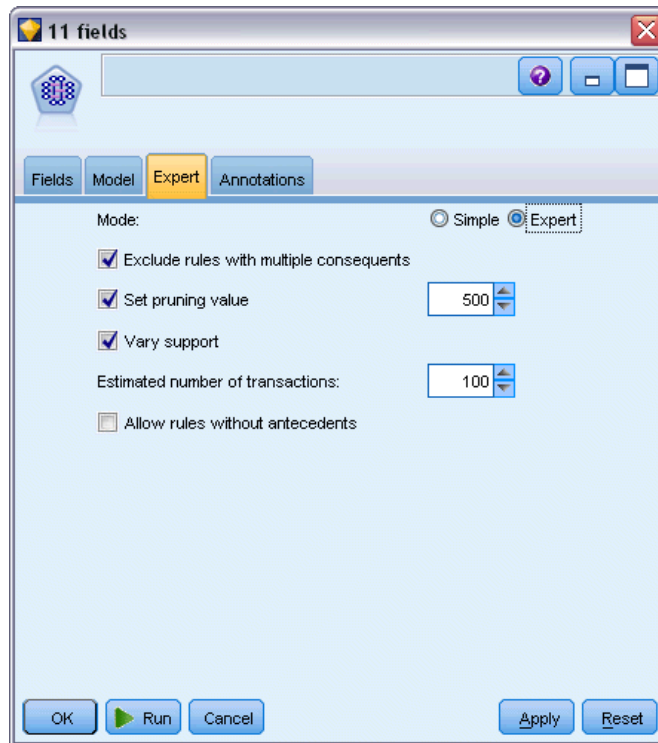 11 fields
?
Fields Model Expert Annotations
Mode: Simple Expert
Exclude rules with multiple consequents
Set pruning value 500
Vary support
Estimated number of transactions: 100
Allow rules without antecedents
OK Run Cancel Apply Reset